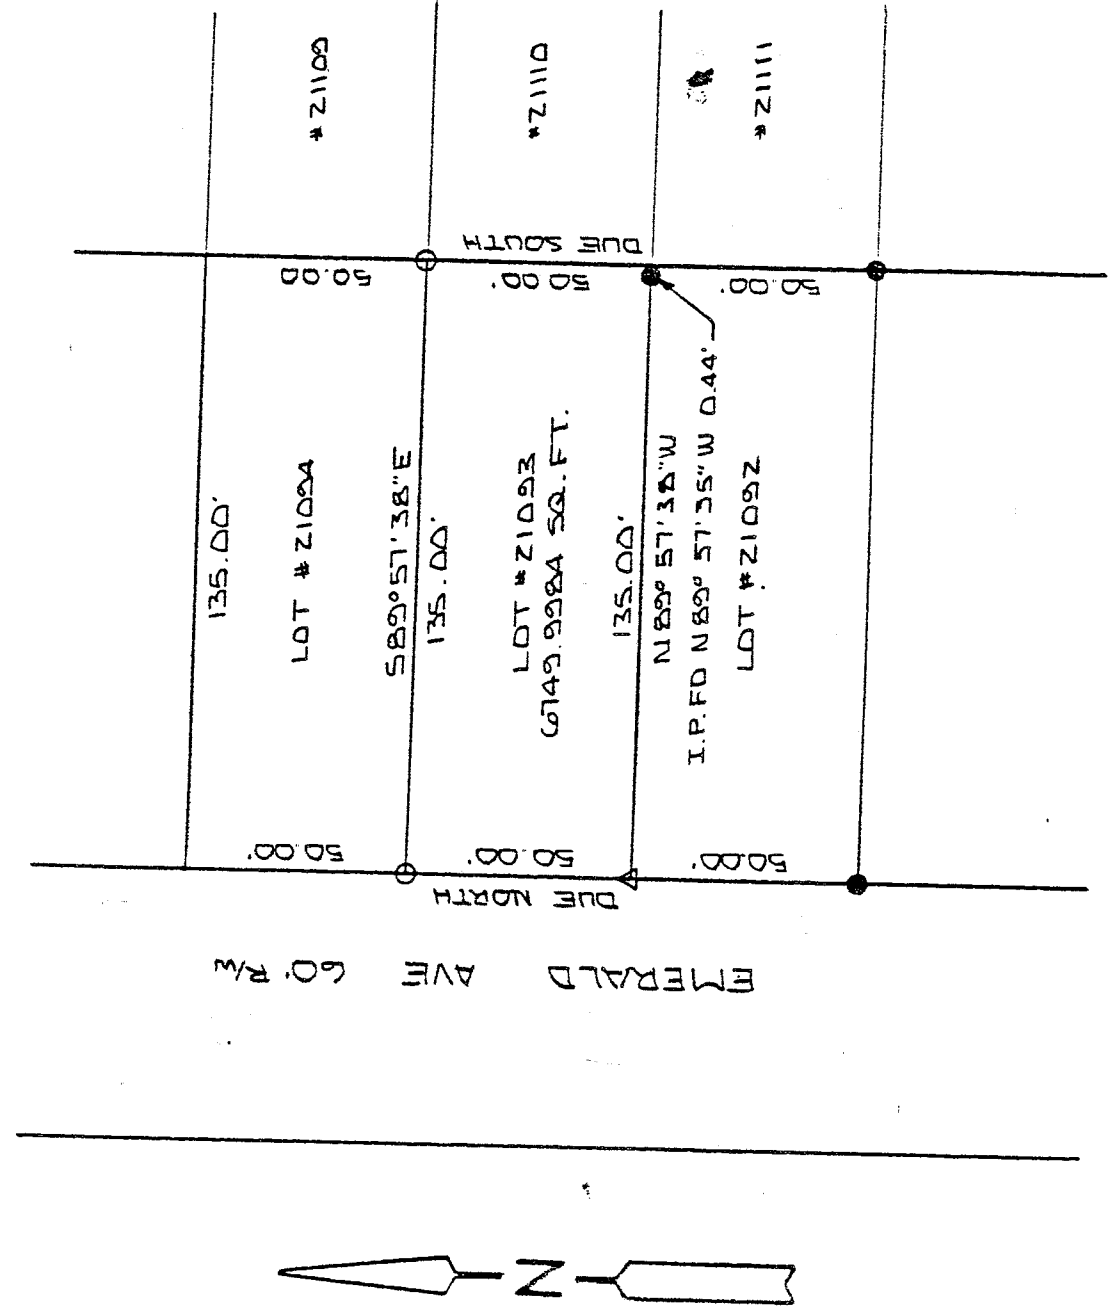 #21109
#21110
#21111
DUE SOUTH
50.00
50.00'
50.00'
135.00'
LOT #21094
S89°57'38"E
135.00'
LOT #21093
6749.9984 SQ. FT.
135.00'
N 89° 57'38"W
I.P. FD N 89° 57'35" W 0.44'
LOT #21092
50.00'
50.00'
50.00'
DUE NORTH
EMERALD AVE 60' R/W
N